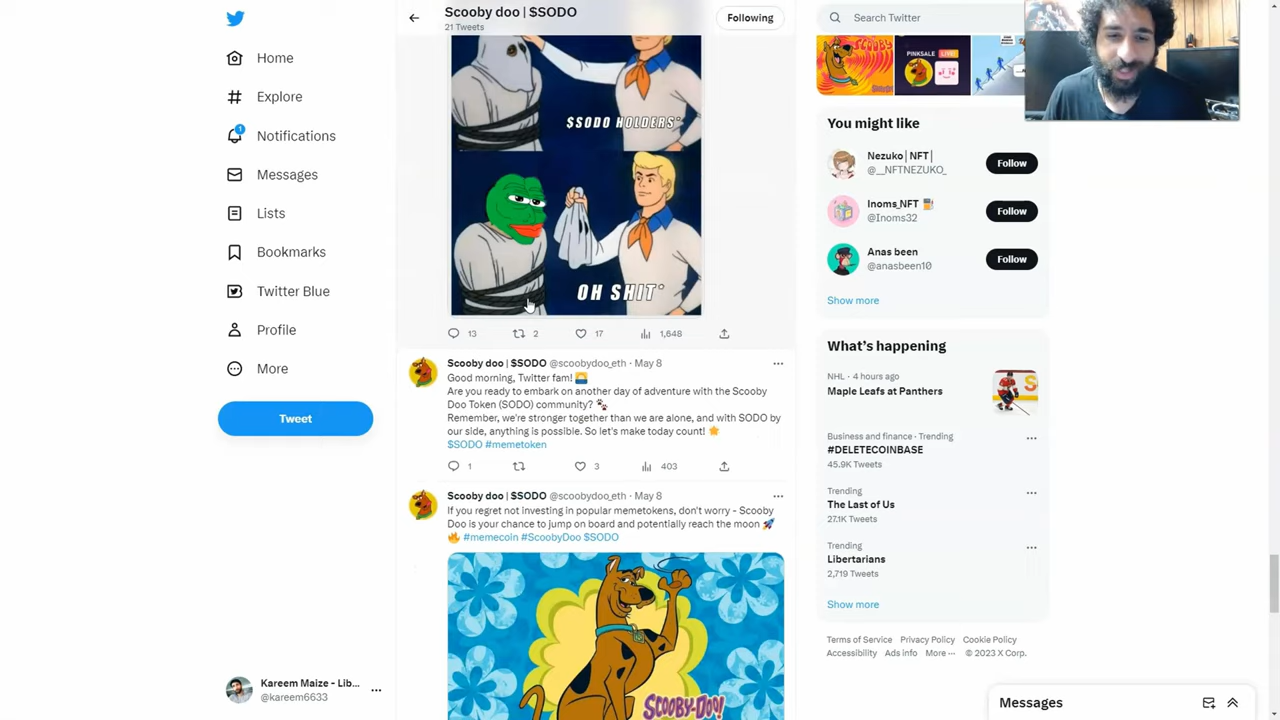 Home
Explore
Notifications
1
Messages
Lists
Bookmarks
Twitter Blue
Profile
More
Tweet
Kareem Maize - Lib...
@kareem6633
Scooby doo | $SODO
21 Tweets
Following
$SODO HOLDERS*
OH SHIT*
13 2 17 1,648
Scooby doo | $SODO @scoobydoo_eth · May 8
Good morning, Twitter fam! 🌅
Are you ready to embark on another day of adventure with the Scooby
Doo Token (SODO) community? 🐾
Remember, we're stronger together than we are alone, and with SODO by
our side, anything is possible. So let's make today count! 🌟
$SODO #memetoken
1 3 403
Scooby doo | $SODO @scoobydoo_eth · May 8
If you regret not investing in popular memetokens, don't worry - Scooby
Doo is your chance to jump on board and potentially reach the moon 🚀
🔥 #memecoin #ScoobyDoo $SODO
SCOOBY-DOO!
Search Twitter
SCOOBY
PINKSALE LIVE!
You might like
Nezuko│NFT│
@__NFTNEZUKO_
Follow
Inoms_NFT
@Inoms32
Follow
Anas been
@anasbeen10
Follow
Show more
What's happening
NHL · 4 hours ago
Maple Leafs at Panthers
Business and finance · Trending
#DELETECOINBASE
45.9K Tweets
Trending
The Last of Us
27.1K Tweets
Trending
Libertarians
2,719 Tweets
Show more
Terms of Service Privacy Policy Cookie Policy
Accessibility Ads info More ··· © 2023 X Corp.
Messages